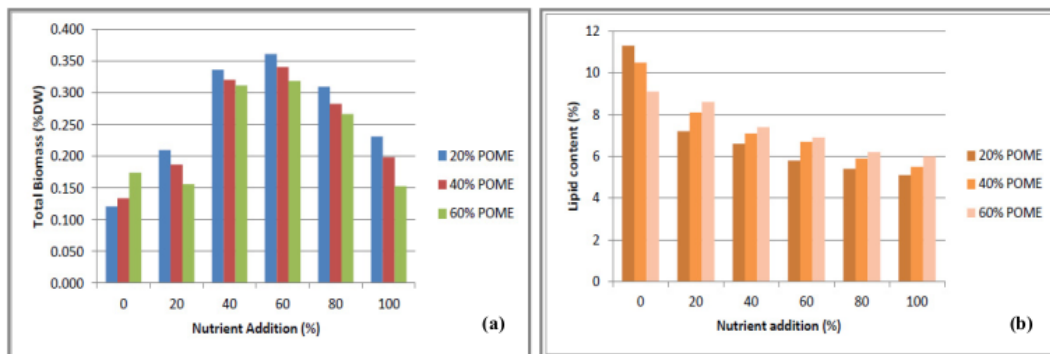 0.400
0.350
0.300
0.250
0.200
0.150
0.100
0.050
0.000
Total Biomass (%DW)
0 20 40 60 80 100
Nutrient Addition (%)
20% POME
40% POME
60% POME
(a)
12
10
8
6
4
2
0
Lipid content (%)
0 20 40 60 80 100
Nutrient addition (%)
20% POME
40% POME
60% POME
(b)